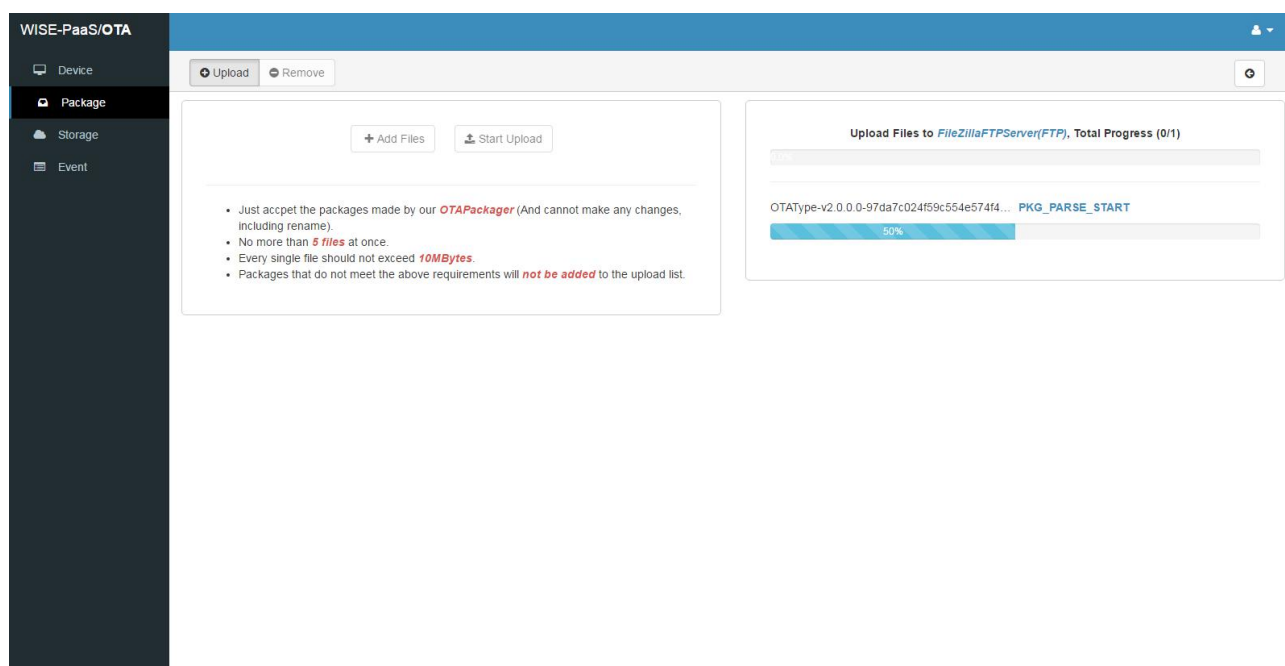 WISE-PaaS/OTA
Device
Package
Storage
Event
Upload
Remove
Add Files
Start Upload
Just accpet the packages made by our OTAPackager (And cannot make any changes,
including rename).
No more than 5 files at once.
Every single file should not exceed 10MBytes.
Packages that do not meet the above requirements will not be added to the upload list.
Upload Files to FileZillaFTPServer(FTP), Total Progress (0/1)
OTAType-v2.0.0.0-97da7c024f59c554e574f4... PKG_PARSE_START
50%